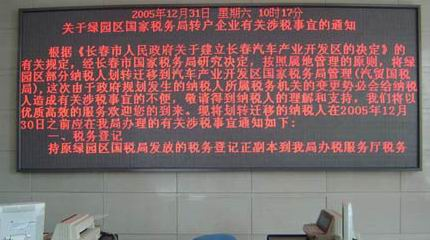 2005年12月31日 星期六 10时17分
关于绿园区国家税务局转户企业有关涉税事宜的通知
根据《长春市人民政府关于建立长春汽车产业开发区的决定》的
有关规定，经长春市国家税务局研究决定，按照属地管理的原则，将绿
园区部分纳税人划转迁移到汽车产业开发区国家税务局管理(汽贸国税
局)，这次由于政府规划发生的纳税人所属税务机关的变更势必会给纳税
人造成有关涉税事宜的不便，敬请得到纳税人的理解和支持，我们将以
优质高效的服务欢迎您的到来。现将划转迁移的纳税人在2005年12月
30日之前应在我局办理的有关涉税事宜通知如下：
一、税务登记
持原绿园区国税局发放的税务登记正副本到我局办税服务厅税务